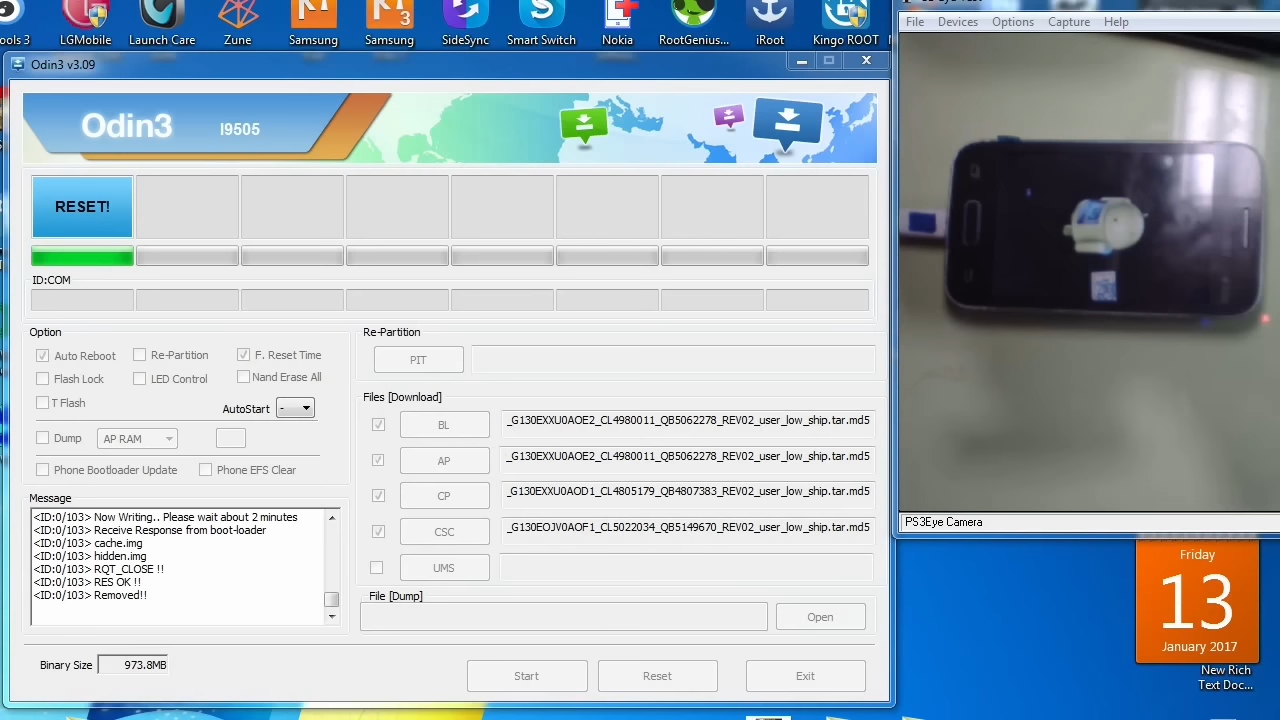 ools 3
LGMobile
Launch Care
Zune
Samsung
3
Samsung
SideSync
S
Smart Switch
Nokia
RootGenius...
iRoot
Kingo ROOT
File Devices Options Capture Help
Odin3 v3.09
Odin3 I9505
RESET!
ID:COM
Option
Auto Reboot
Re-Partition
F. Reset Time
Flash Lock
LED Control
Nand Erase All
T Flash
AutoStart -
Dump
AP RAM
Phone Bootloader Update
Phone EFS Clear
Message
<ID:0/103> Now Writing.. Please wait about 2 minutes
<ID:0/103> Receive Response from boot-loader
<ID:0/103> cache.img
<ID:0/103> hidden.img
<ID:0/103> RQT_CLOSE !!
<ID:0/103> RES OK !!
<ID:0/103> Removed!!
Binary Size 973.8MB
Re-Partition
PIT
Files [Download]
BL _G130EXXU0AOE2_CL4980011_QB5062278_REV02_user_low_ship.tar.md5
AP _G130EXXU0AOE2_CL4980011_QB5062278_REV02_user_low_ship.tar.md5
CP _G130EXXU0AOD1_CL4805179_QB4807383_REV02_user_low_ship.tar.md5
CSC _G130EOJV0AOF1_CL5022034_QB5149670_REV02_user_low_ship.tar.md5
UMS
File [Dump]
Open
Start
Reset
Exit
PS3Eye Camera
Friday
13
January 2017
New Rich
Text Doc...